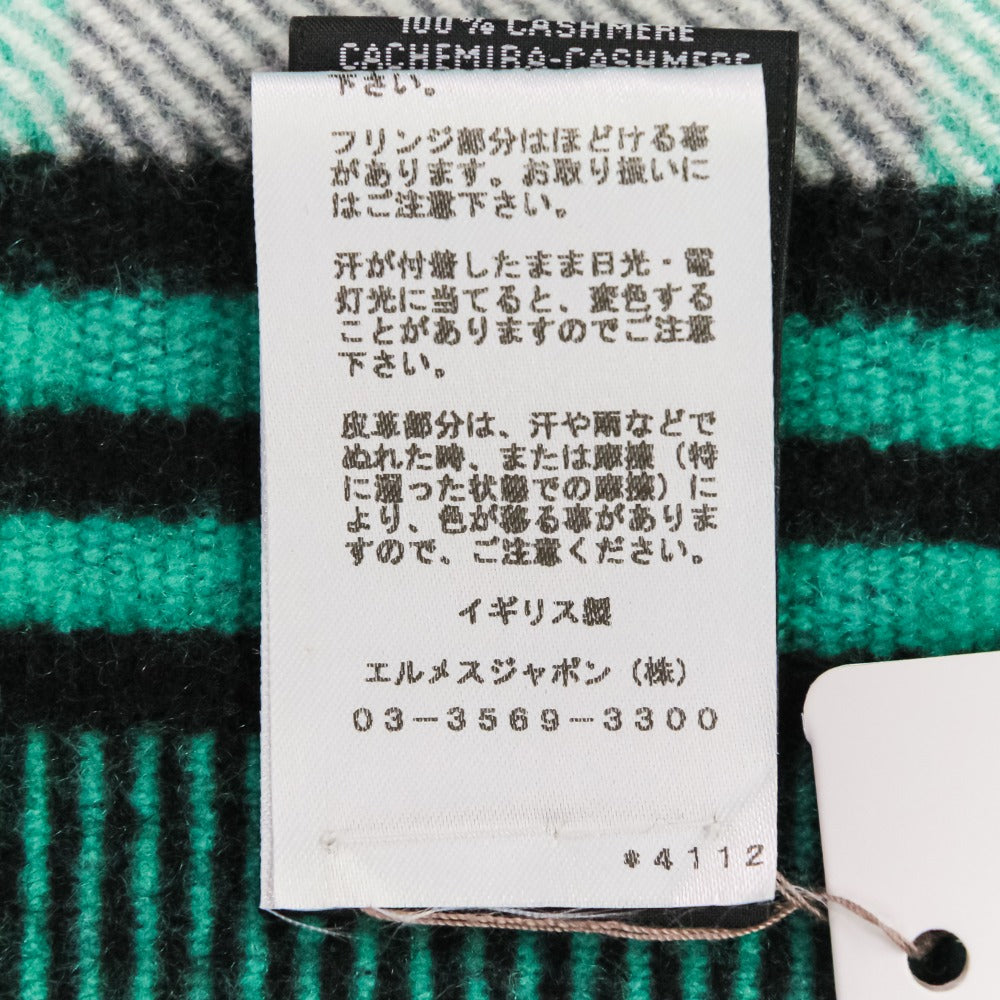 100% CASHMERE
CACHEMIRA-CASHMERE
下さい。
フリンジ部分はほどける事
があります。お取り扱いに
はご注意下さい。
汗が付着したまま日光・電
灯光に当てると、変色する
ことがありますのでご注意
下さい。
皮革部分は、汗や雨などで
ぬれた時、または摩擦（特
に湿った状態での摩擦）に
より、色が移る事がありま
すので、ご注意ください。
イギリス製
エルメスジャポン（株）
03-3569-3300
*4112